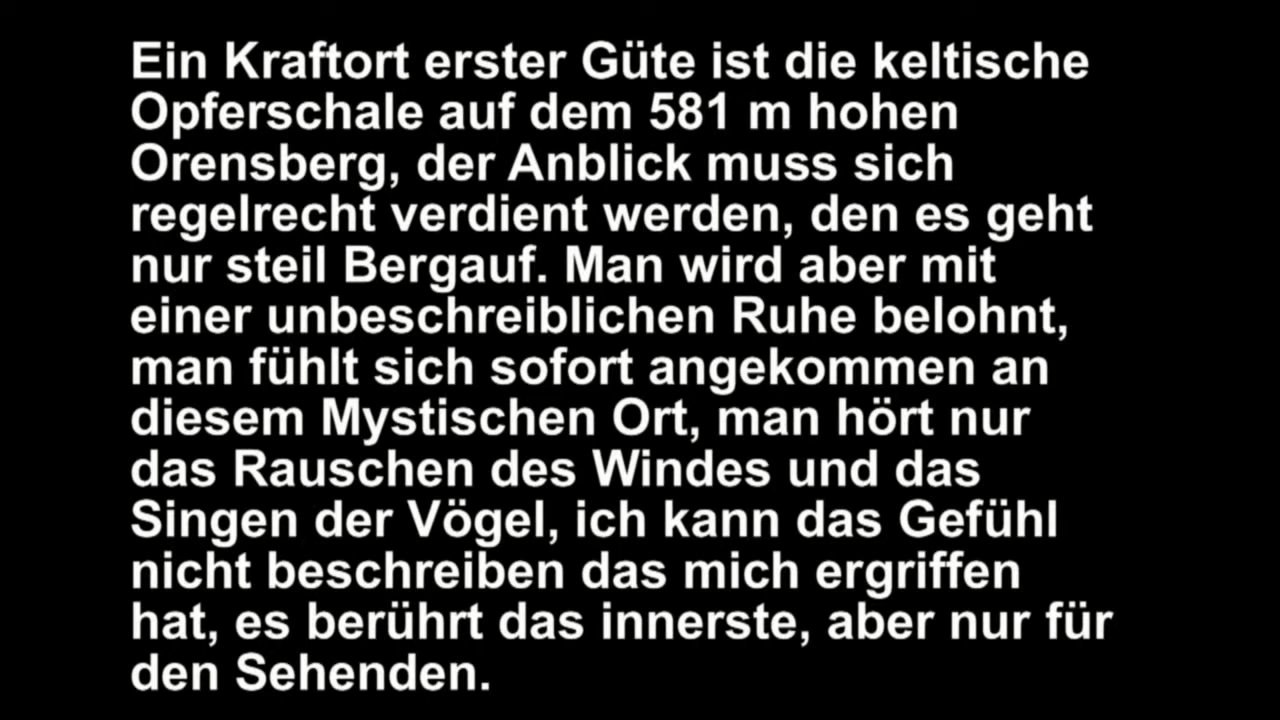 Ein Kraftort erster Güte ist die keltische
Opferschale auf dem 581 m hohen
Orensberg, der Anblick muss sich
regelrecht verdient werden, den es geht
nur steil Bergauf. Man wird aber mit
einer unbeschreiblichen Ruhe belohnt,
man fühlt sich sofort angekommen an
diesem Mystischen Ort, man hört nur
das Rauschen des Windes und das
Singen der Vögel, ich kann das Gefühl
nicht beschreiben das mich ergriffen
hat, es berührt das innerste, aber nur für
den Sehenden.